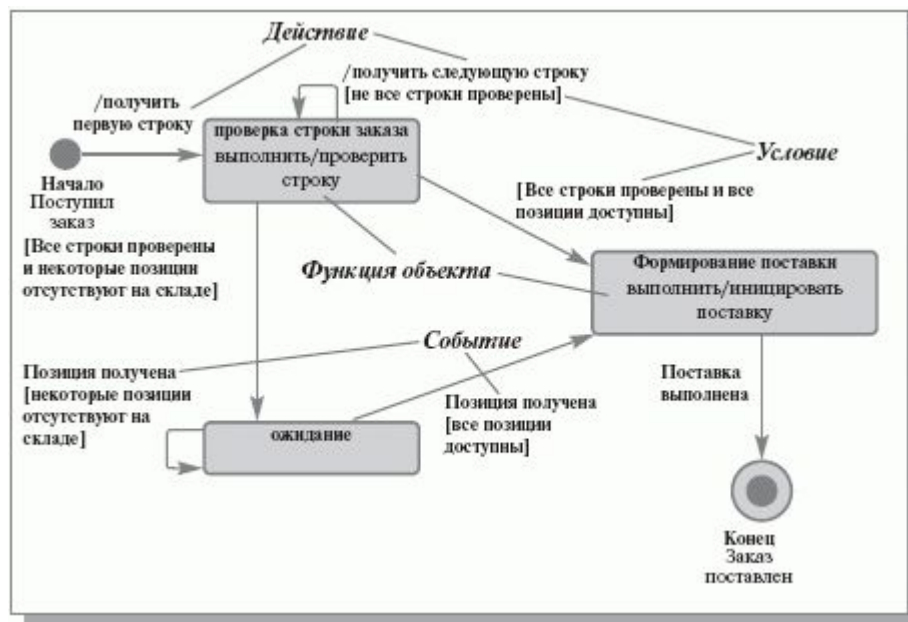 Действие
/получить следующую строку
[не все строки проверены]
/получить
первую строку
проверка строки заказа
выполнить/проверить
строку
Условие
Начало
Поступил
заказ
[Все строки проверены и все
позиции доступны]
[Все строки проверены
и некоторые позиции
отсутствуют на складе]
Функция объекта
Формирование поставки
выполнить/инициировать
поставку
Событие
Позиция получена
[некоторые позиции
отсутствуют на
складе]
Позиция получена
[все позиции
доступны]
Поставка
выполнена
ожидание
Конец
Заказ
поставлен